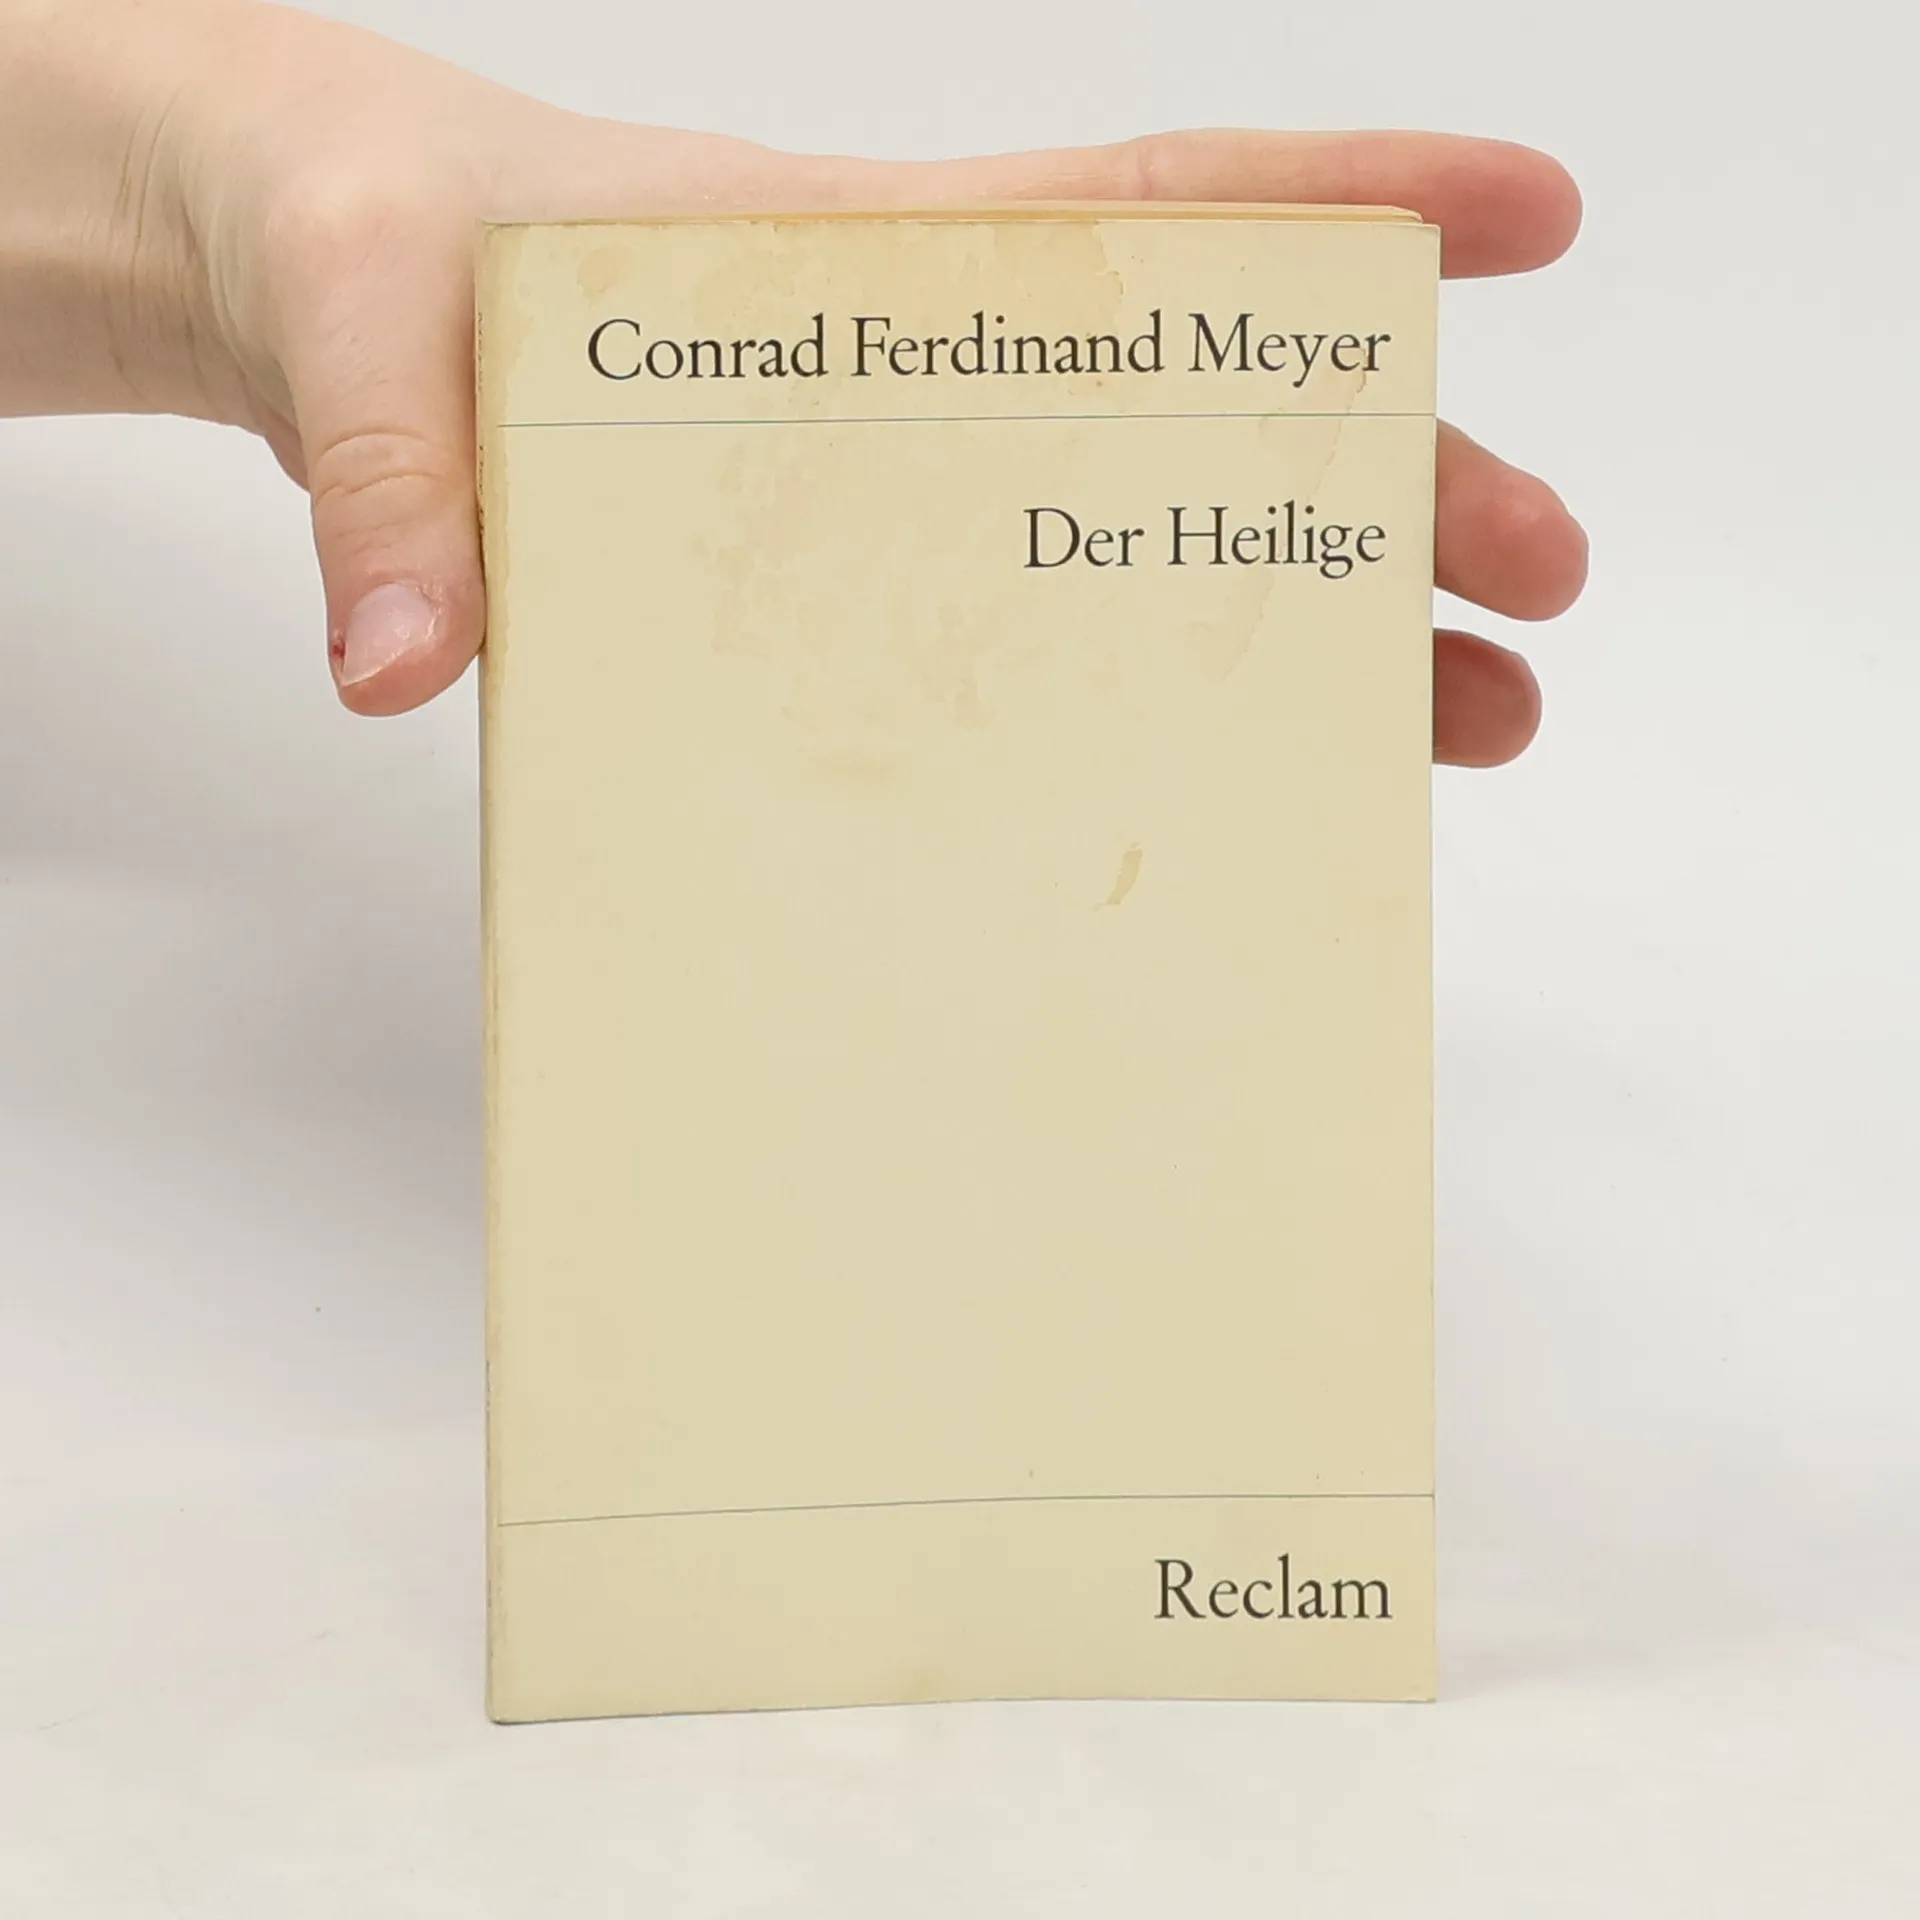 Conrad Ferdinand Meyer
Der Heilige
Reclam